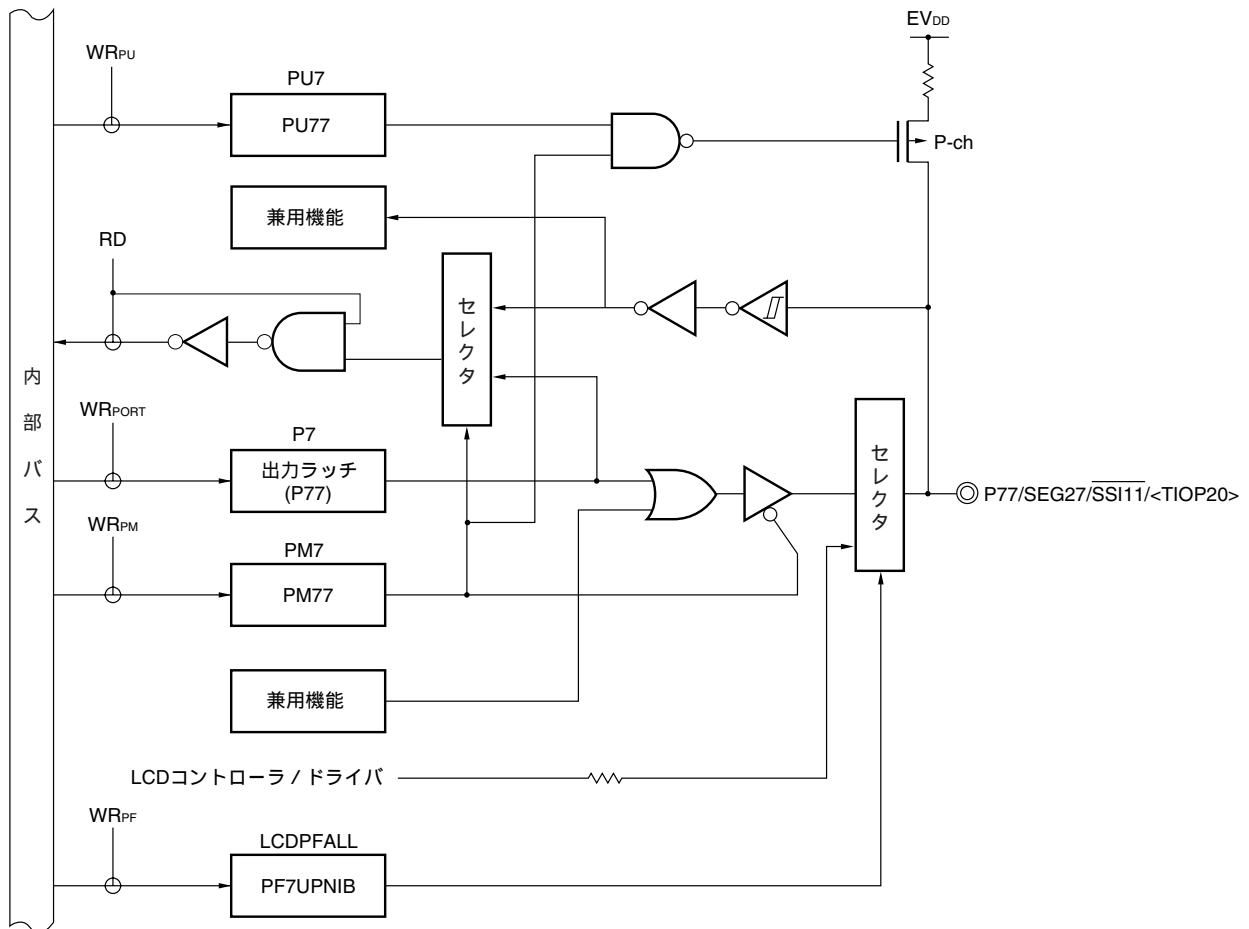 EVDD
WRPU
PU7
PU77
P-ch
兼用機能
RD
セレクタ
内部バス
WRPORT
P7
出力ラッチ
(P77)
セレクタ
P77/SEG27/SSI11/<TIOP20>
WRPM
PM7
PM77
兼用機能
LCDコントローラ / ドライバ
WRPF
LCDPFALL
PF7UPNIB